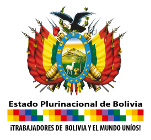 Estado Plurinacional de Bolivia
¡TRABAJADORES DE BOLIVIA Y EL MUNDO UNÍOS!